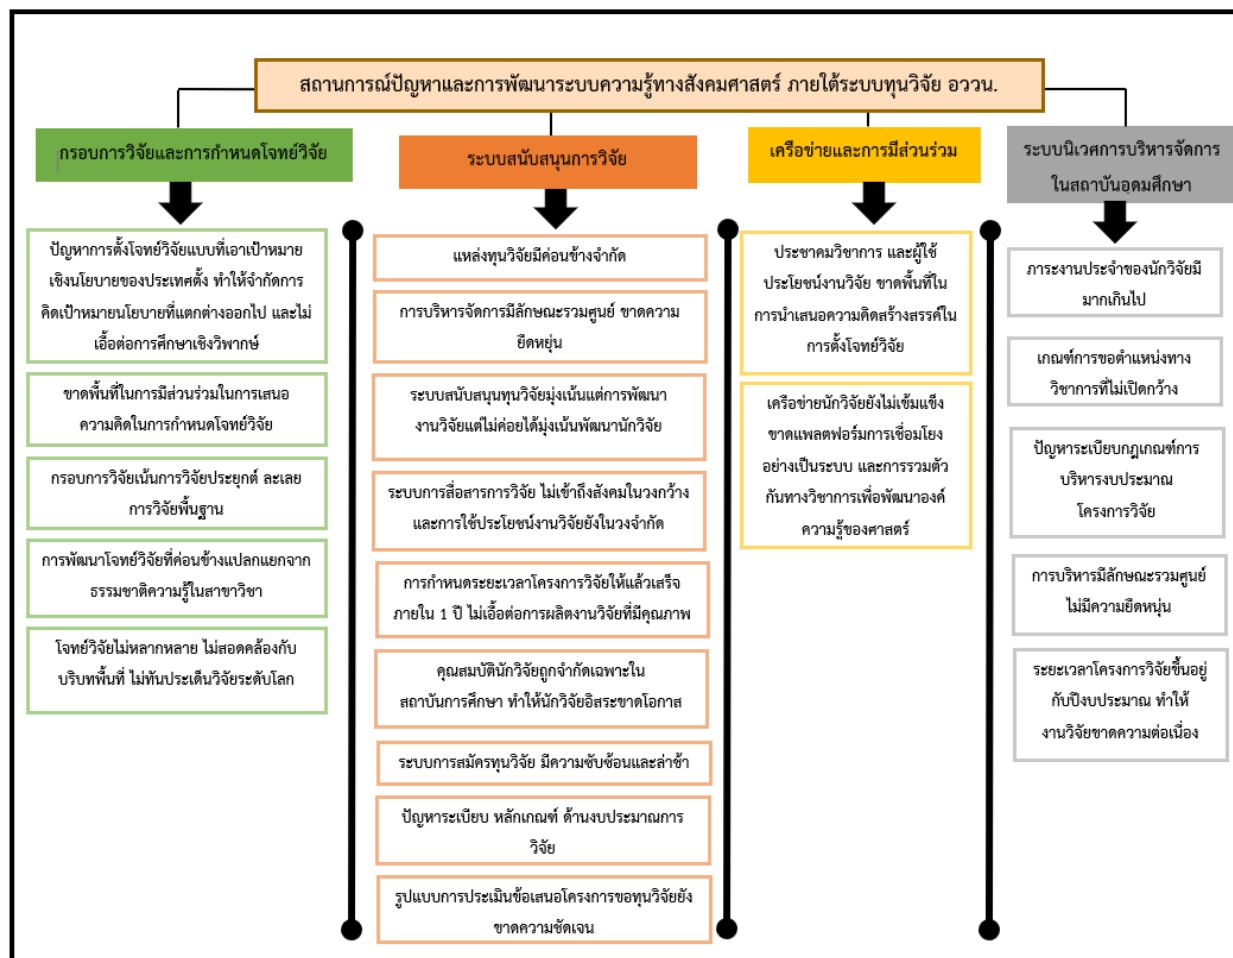 สถานการณ์ปัญหาและการพัฒนาระบบความรู้ทางสังคมศาสตร์ ภายใต้ระบบทุนวิจัย อววน.
กรอบการวิจัยและการกำหนดโจทย์วิจัย
ปัญหาการตั้งโจทย์วิจัยแบบที่เอาเป้าหมาย
เชิงนโยบายของประเทศตั้ง ทำให้จำกัดการ
คิดเป้าหมายนโยบายที่แตกต่างออกไป และไม่
เอื้อต่อการศึกษาเชิงวิพากษ์
ขาดพื้นที่ในการมีส่วนร่วมในการเสนอ
ความคิดในการกำหนดโจทย์วิจัย
กรอบการวิจัยเน้นการวิจัยประยุกต์ ละเลย
การวิจัยพื้นฐาน
การพัฒนาโจทย์วิจัยที่ค่อนข้างแปลกแยกจาก
ธรรมชาติความรู้ในสาขาวิชา
โจทย์วิจัยไม่หลากหลาย ไม่สอดคล้องกับ
บริบทพื้นที่ ไม่ทันประเด็นวิจัยระดับโลก
ระบบสนับสนุนการวิจัย
แหล่งทุนวิจัยมีค่อนข้างจำกัด
การบริหารจัดการมีลักษณะรวมศูนย์ ขาดความ
ยืดหยุ่น
ระบบสนับสนุนทุนวิจัยมุ่งเน้นแต่การพัฒนา
งานวิจัยแต่ไม่ค่อยได้มุ่งเน้นพัฒนานักวิจัย
ระบบการสื่อสารการวิจัย ไม่เข้าถึงสังคมในวงกว้าง
และการใช้ประโยชน์งานวิจัยยังในวงจำกัด
การกำหนดระยะเวลาโครงการวิจัยให้แล้วเสร็จ
ภายใน 1 ปี ไม่เอื้อต่อการผลิตงานวิจัยที่มีคุณภาพ
คุณสมบัตินักวิจัยถูกจำกัดเฉพาะใน
สถาบันการศึกษา ทำให้นักวิจัยอิสระขาดโอกาส
ระบบการสมัครทุนวิจัย มีความซับซ้อนและล่าช้า
ปัญหาระเบียบ หลักเกณฑ์ ด้านงบประมาณการ
วิจัย
รูปแบบการประเมินข้อเสนอโครงการขอทุนวิจัยยัง
ขาดความชัดเจน
เครือข่ายและการมีส่วนร่วม
ประชาคมวิชาการ และผู้ใช้
ประโยชน์งานวิจัย ขาดพื้นที่ใน
การนำเสนอความคิดสร้างสรรค์ใน
การตั้งโจทย์วิจัย
เครือข่ายนักวิจัยยังไม่เข้มแข็ง
ขาดแพลตฟอร์มการเชื่อมโยง
อย่างเป็นระบบ และการรวมตัว
กันทางวิชาการเพื่อพัฒนาองค์
ความรู้ของศาสตร์
ระบบนิเวศการบริหารจัดการ
ในสถาบันอุดมศึกษา
ภาระงานประจำของนักวิจัยมี
มากเกินไป
เกณฑ์การขอตำแหน่งทาง
วิชาการที่ไม่เปิดกว้าง
ปัญหาระเบียบกฎเกณฑ์การ
บริหารงบประมาณ
โครงการวิจัย
การบริหารมีลักษณะรวมศูนย์
ไม่มีความยืดหนุ่น
ระยะเวลาโครงการวิจัยขึ้นอยู่
กับปีงบประมาณ ทำให้
งานวิจัยขาดความต่อเนื่อง